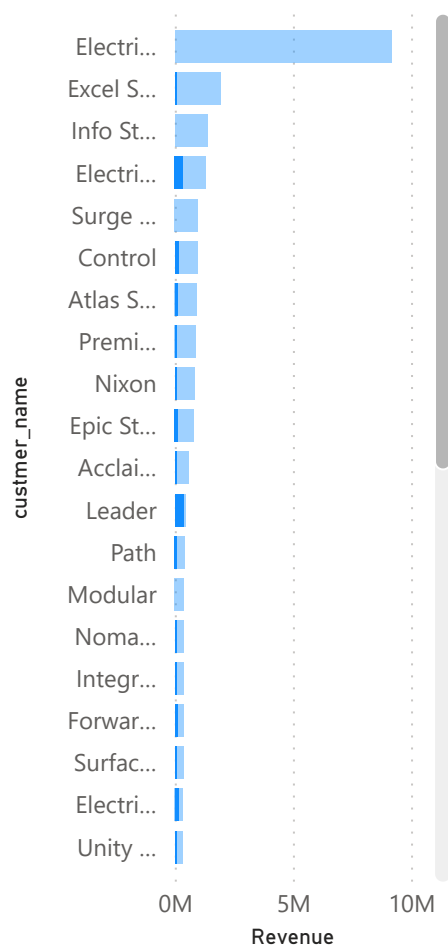 Electri...
Excel S...
Info St...
Electri...
Surge ...
Control
Atlas S...
Premi...
Nixon
Epic St...
Acclai...
Leader
Path
Modular
Noma...
Integr...
Forwar...
Surfac...
Electri...
Unity ...
custmer_name
0M 5M 10M
Revenue